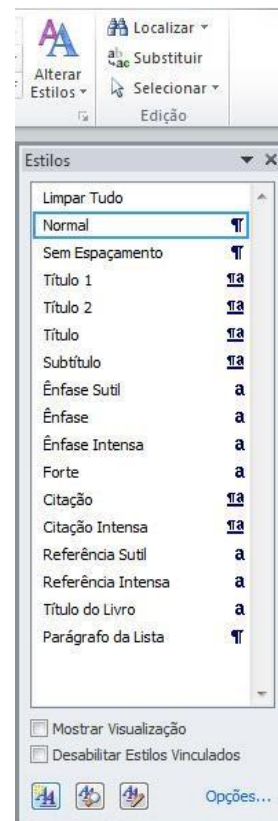 Localizar
Substituir
Selecionar
Alterar
Estilos
Edição
Estilos
Limpar Tudo
Normal ¶
Sem Espaçamento ¶
Título 1 ¶a
Título 2 ¶a
Título ¶a
Subtítulo ¶a
Ênfase Sutil a
Ênfase a
Ênfase Intensa a
Forte a
Citação ¶a
Citação Intensa ¶a
Referência Sutil a
Referência Intensa a
Título do Livro a
Parágrafo da Lista ¶
Mostrar Visualização
Desabilitar Estilos Vinculados
Opções...